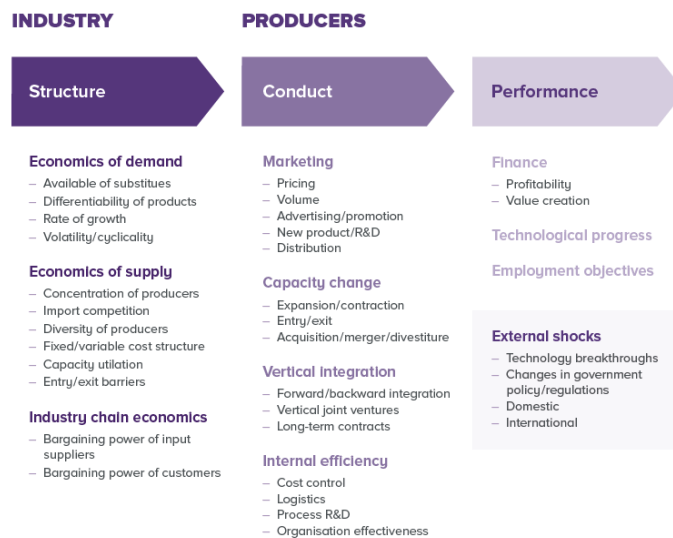 INDUSTRY
PRODUCERS
Structure
Conduct
Performance
Economics of demand
– Available of substitues
– Differentiability of products
– Rate of growth
– Volatility/cyclicality
Economics of supply
– Concentration of producers
– Import competition
– Diversity of producers
– Fixed/variable cost structure
– Capacity utilation
– Entry/exit barriers
Industry chain economics
– Bargaining power of input
suppliers
– Bargaining power of customers
Marketing
– Pricing
– Volume
– Advertising/promotion
– New product/R&D
– Distribution
Capacity change
– Expansion/contraction
– Entry/exit
– Acquisition/merger/divestiture
Vertical integration
– Forward/backward integration
– Vertical joint ventures
– Long-term contracts
Internal efficiency
– Cost control
– Logistics
– Process R&D
– Organisation effectiveness
Finance
– Profitability
– Value creation
Technological progress
Employment objectives
External shocks
– Technology breakthroughs
– Changes in government
policy/regulations
– Domestic
– International